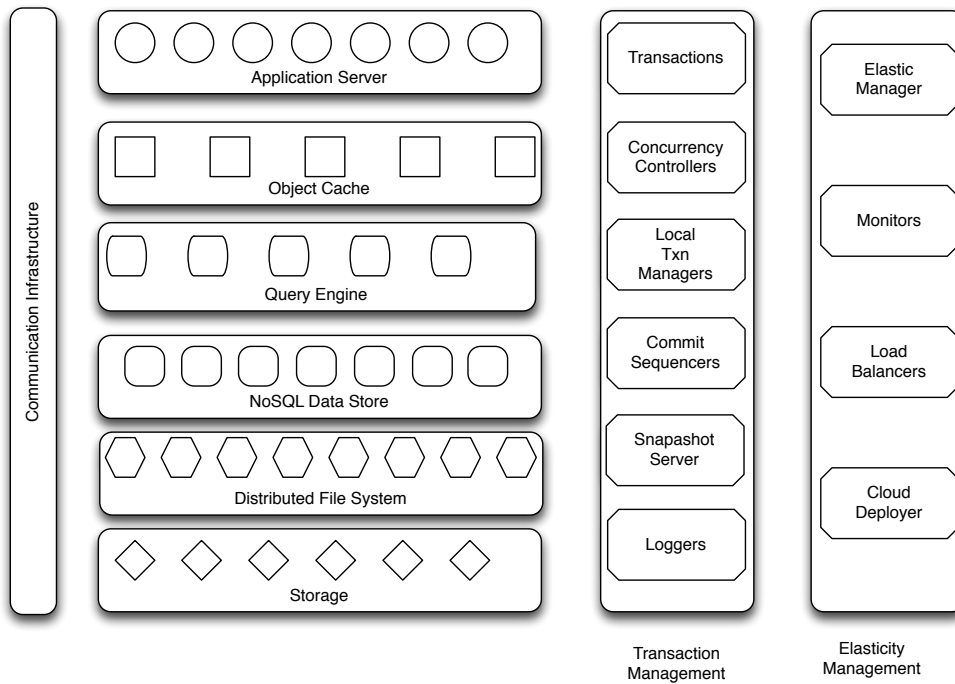 Communication Infrastructure
Application Server
Object Cache
Query Engine
NoSQL Data Store
Distributed File System
Storage
Transactions
Concurrency
Controllers
Local
Txn
Managers
Commit
Sequencers
Snapashot
Server
Loggers
Transaction
Management
Elastic
Manager
Monitors
Load
Balancers
Cloud
Deployer
Elasticity
Management